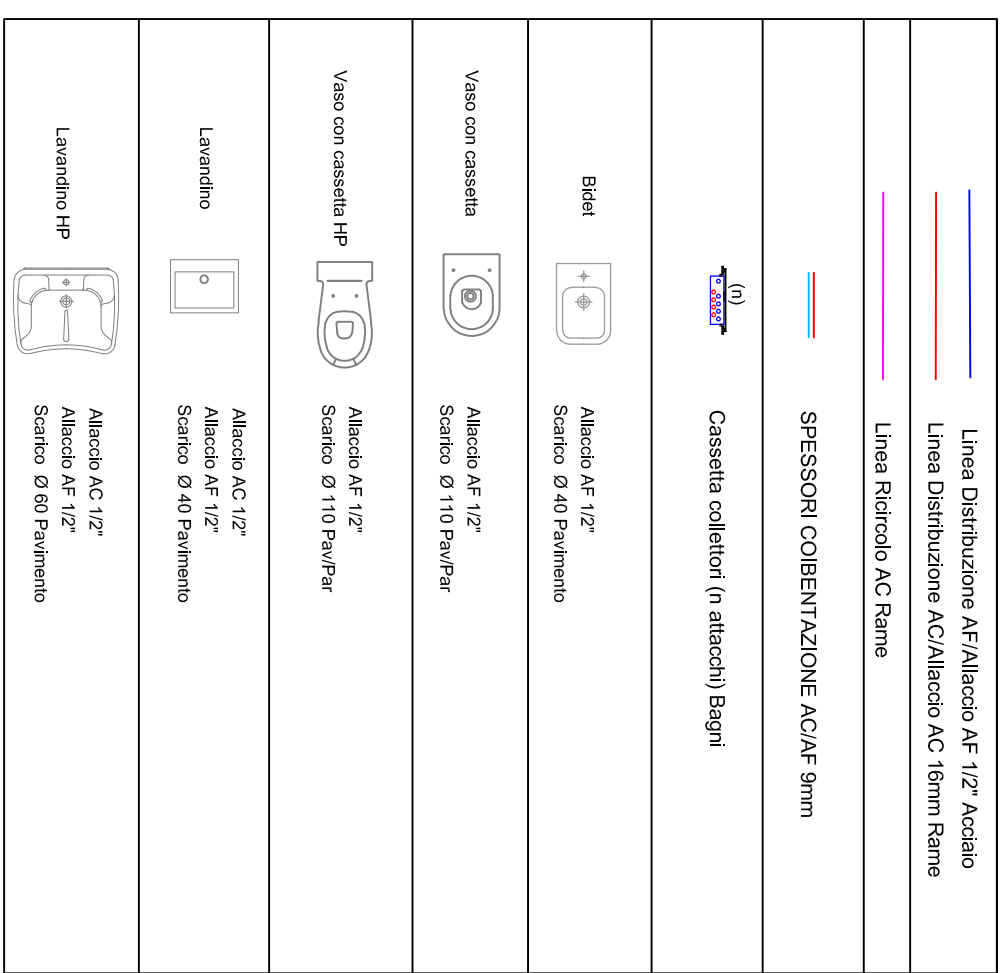 Linea Distribuzione AF/Allaccio AF 1/2" Acciaio
Linea Distribuzione AC/Allaccio AC 16mm Rame
Linea Ricircolo AC Rame
SPESSORI COIBENTAZIONE AC/AF 9mm
(n)
Cassetta collettori (n attacchi) Bagni
Bidet
Allaccio AF 1/2"
Scarico Ø 40 Pavimento
Vaso con cassetta
Allaccio AF 1/2"
Scarico Ø 110 Pav/Par
Vaso con cassetta HP
Allaccio AF 1/2"
Scarico Ø 110 Pav/Par
Lavandino
Allaccio AC 1/2"
Allaccio AF 1/2"
Scarico Ø 40 Pavimento
Lavandino HP
Allaccio AC 1/2"
Allaccio AF 1/2"
Scarico Ø 60 Pavimento